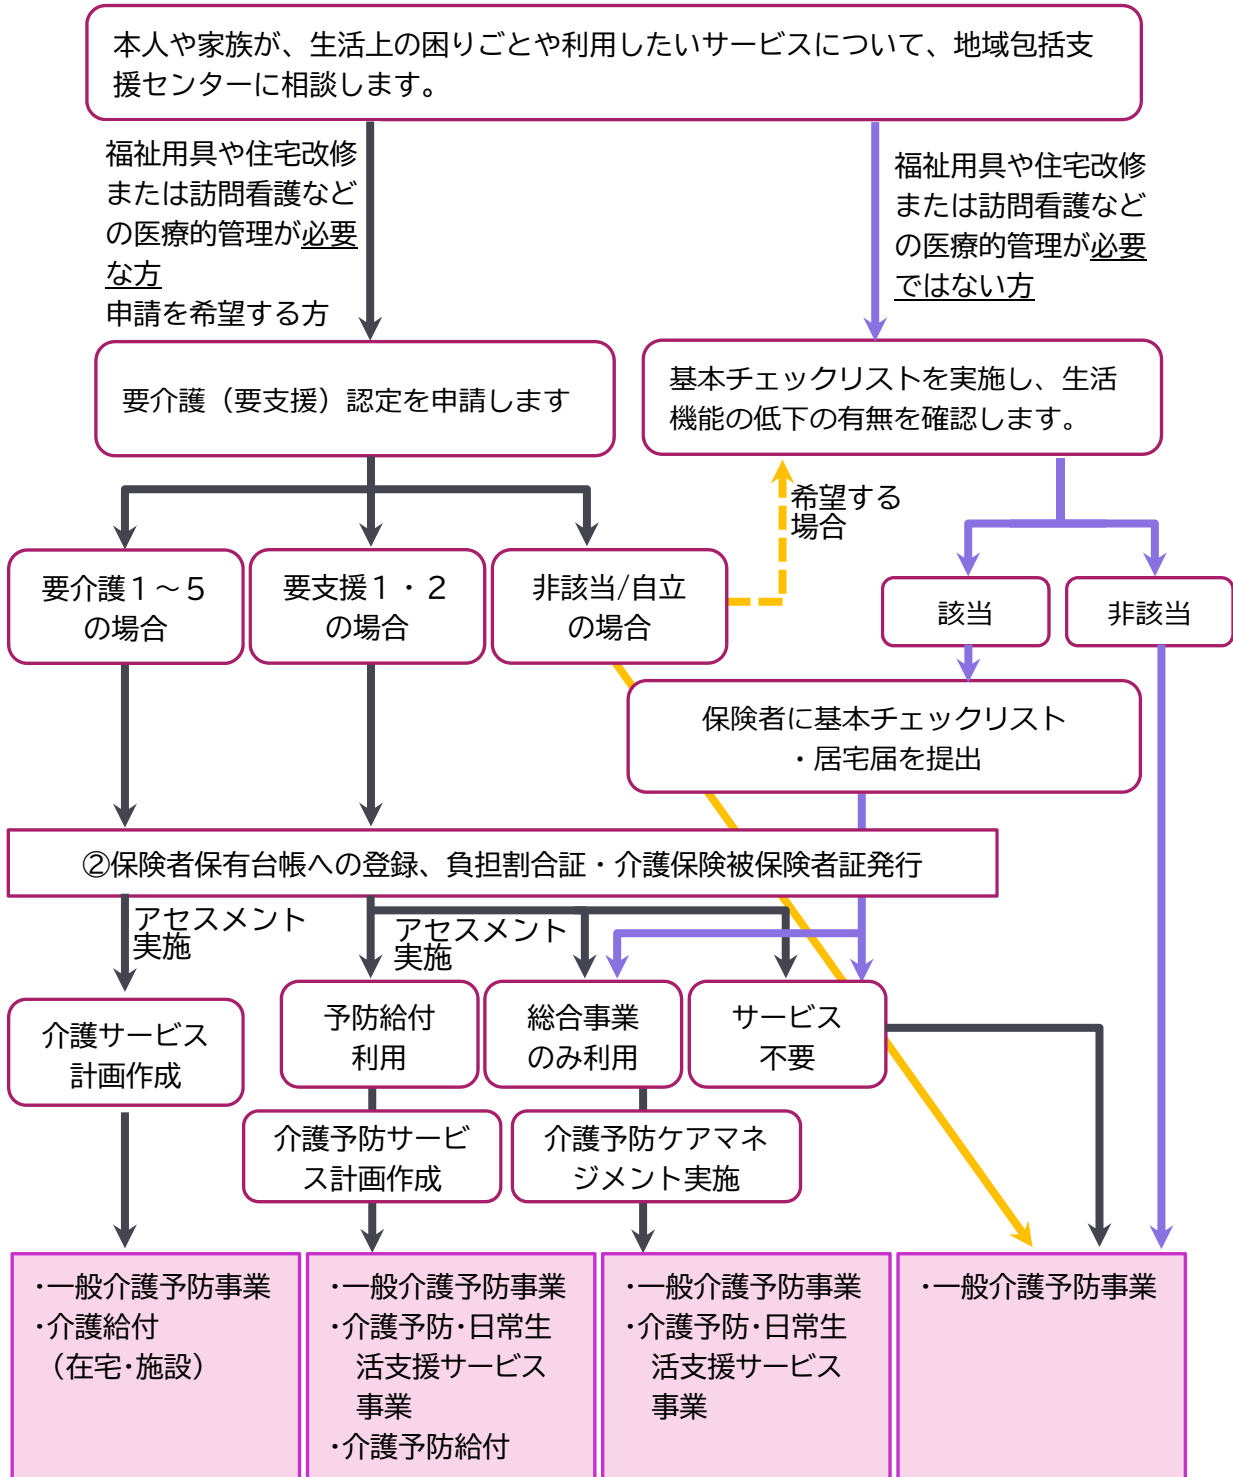 本人や家族が、生活上の困りごとや利用したいサービスについて、地域包括支
援センターに相談します。
福祉用具や住宅改修
または訪問看護など
の医療的管理が必要
な方
申請を希望する方
福祉用具や住宅改修
または訪問看護など
の医療的管理が必要
ではない方
要介護（要支援）認定を申請します
基本チェックリストを実施し、生活
機能の低下の有無を確認します。
希望する
場合
要介護１～５
の場合
要支援１・２
の場合
非該当/自立
の場合
該当
非該当
保険者に基本チェックリスト
・居宅届を提出
②保険者保有台帳への登録、負担割合証・介護保険被保険者証発行
アセスメント
実施
アセスメント
実施
介護サービス
計画作成
予防給付
利用
総合事業
のみ利用
サービス
不要
介護予防サービ
ス計画作成
介護予防ケアマネ
ジメント実施
・一般介護予防事業
・介護給付
（在宅・施設）
・一般介護予防事業
・介護予防・日常生
活支援サービス
事業
・介護予防給付
・一般介護予防事業
・介護予防・日常生
活支援サービス
事業
・一般介護予防事業